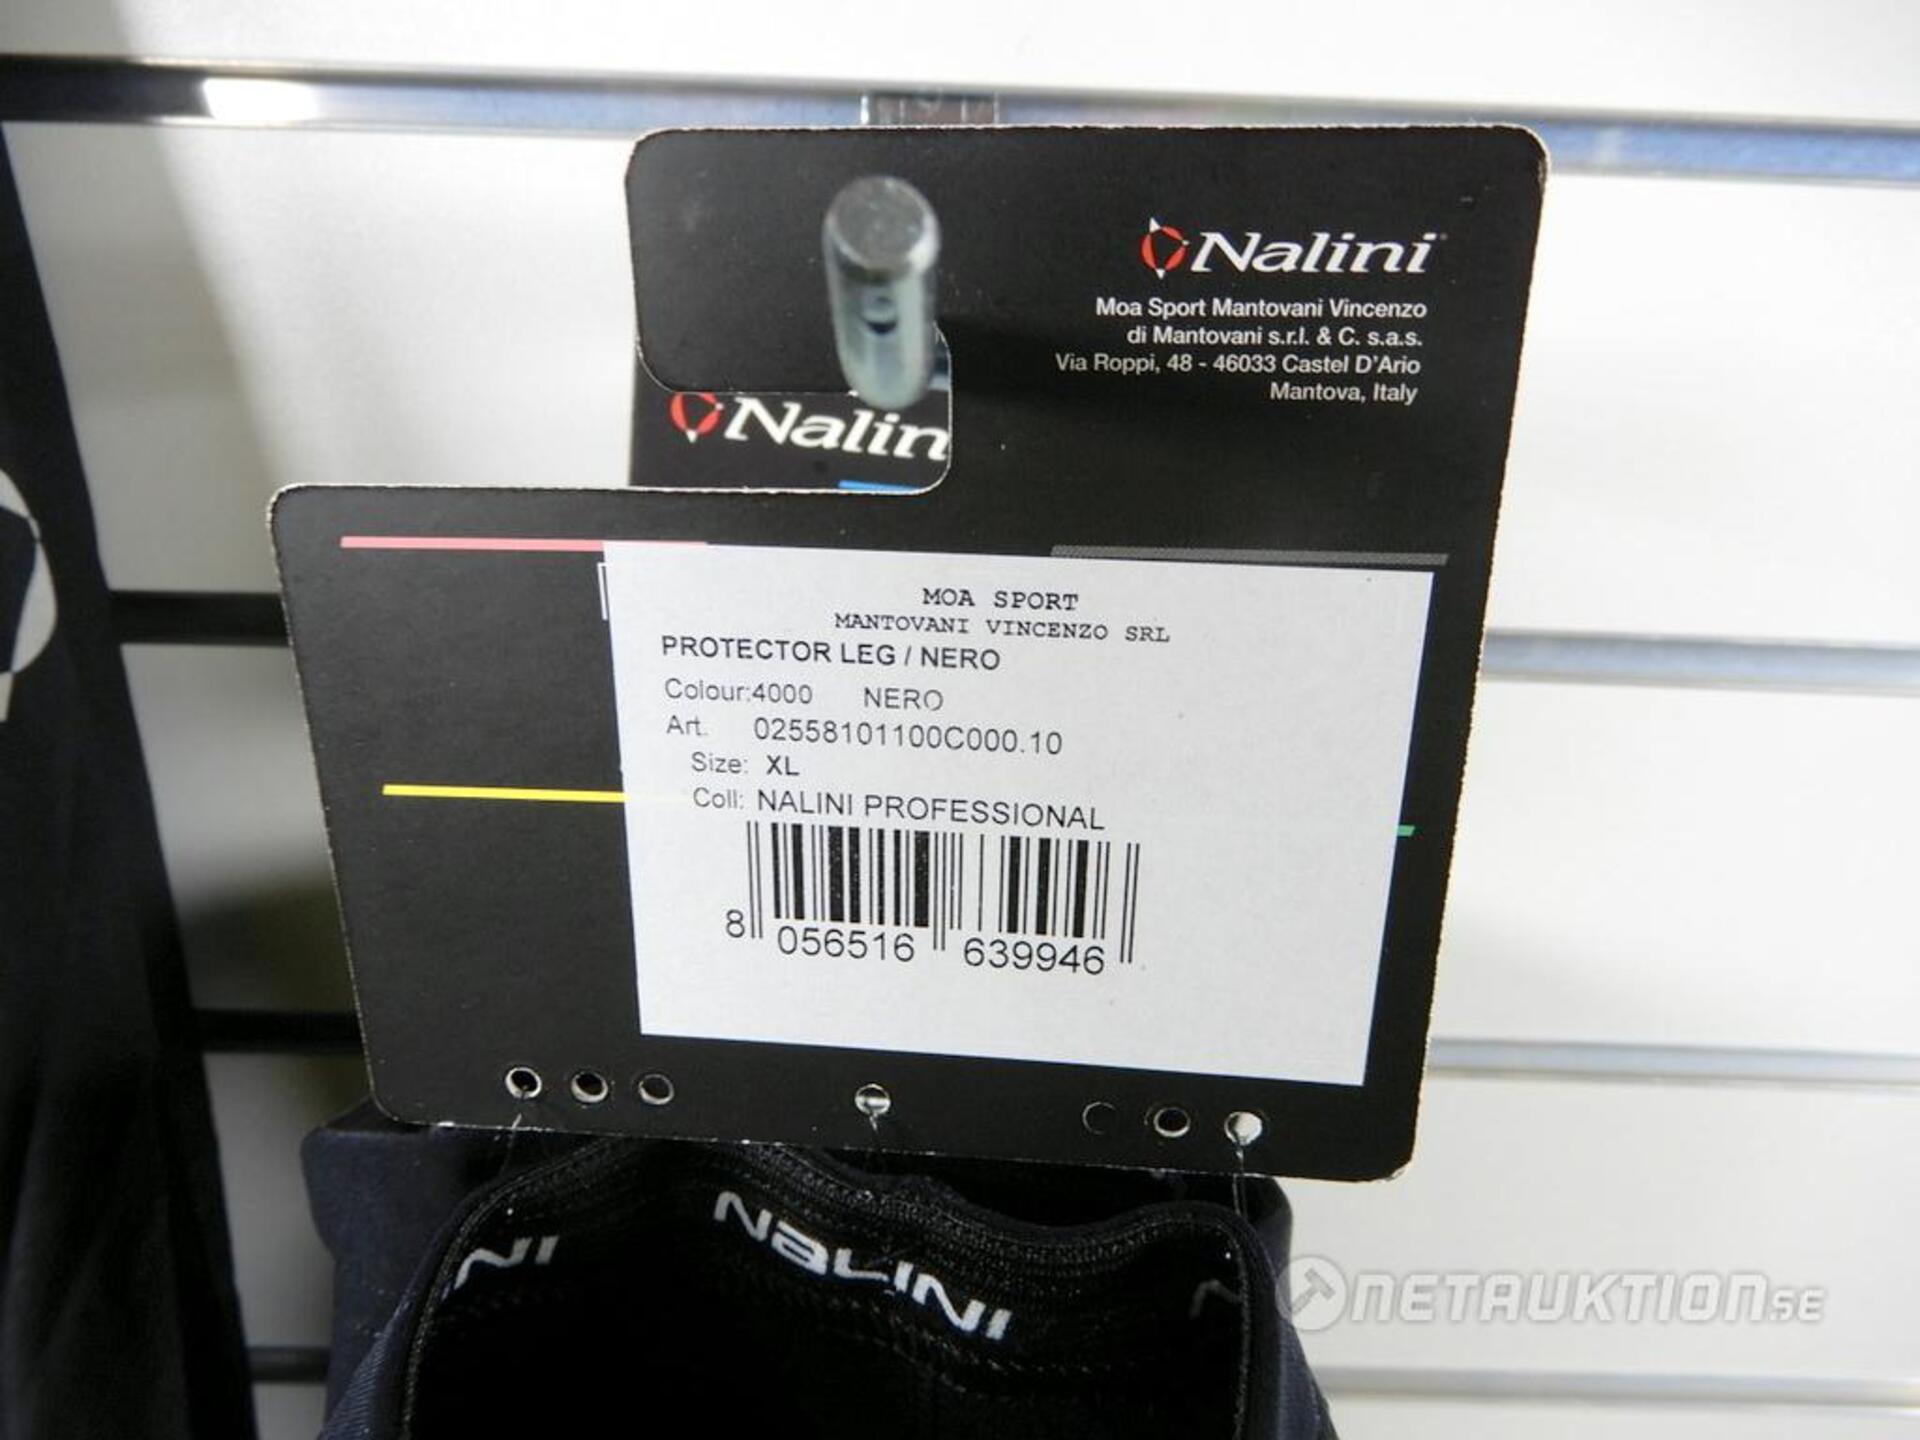 Nalini
Moa Sport Mantovani Vincenzo
di Mantovani s.r.l. & C. s.a.s.
Via Roppi, 48 - 46033 Castel D'Ario
Mantova, Italy
Nalin
MOA SPORT
MANTOVANI VINCENZO SRL
PROTECTOR LEG / NERO
Colour:4000 NERO
Art. 02558101100C000.10
Size: XL
Coll: NALINI PROFESSIONAL
8 056516 639946
NI NaLINI
NETAUKTION.SE